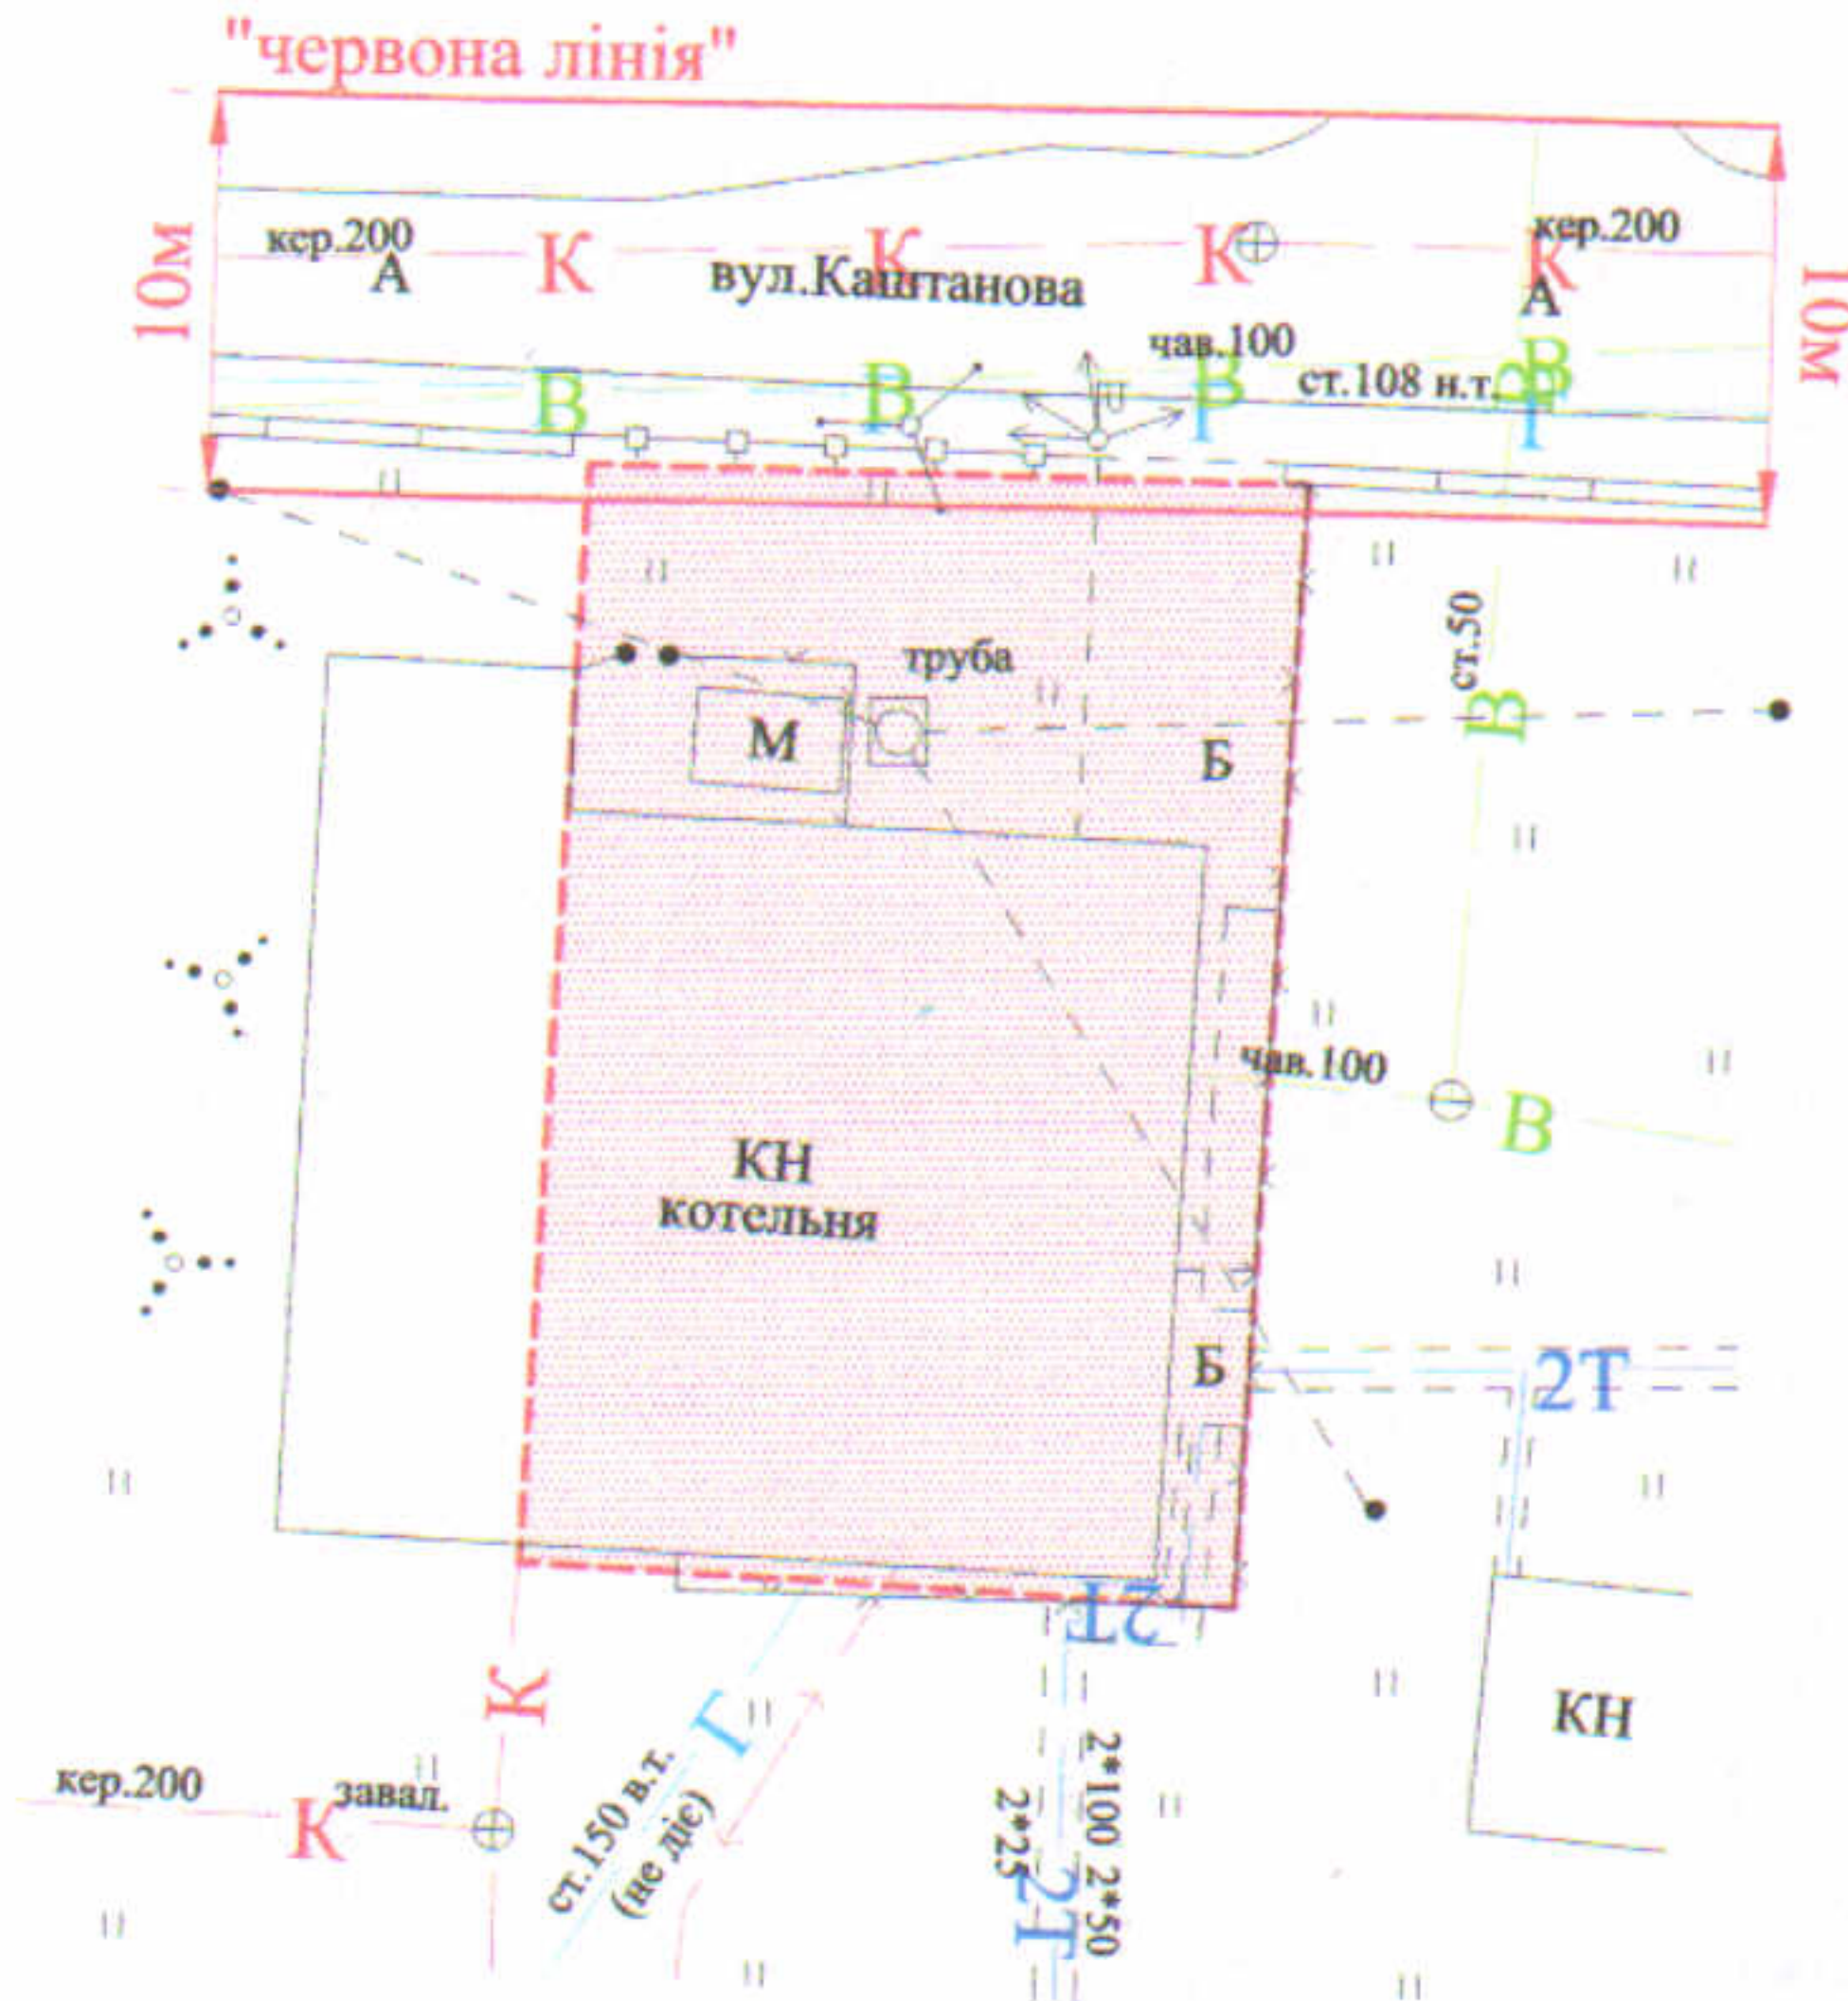 "червона лінія"
10м
10м
кер.200
кер.200
К
К
К
К
А
А
вул.Каштанова
чав.100
ст.108 н.т.
В
В
В
В
В
Г
Г
Г
ст.50
В
труба
М
Б
чав.100
В
КН
котельня
Б
2Т
2Т
К
Г
КН
кер.200
К
завал.
ст.150 в.т.
(не діє)
2*100 2*50
2*25
2Т